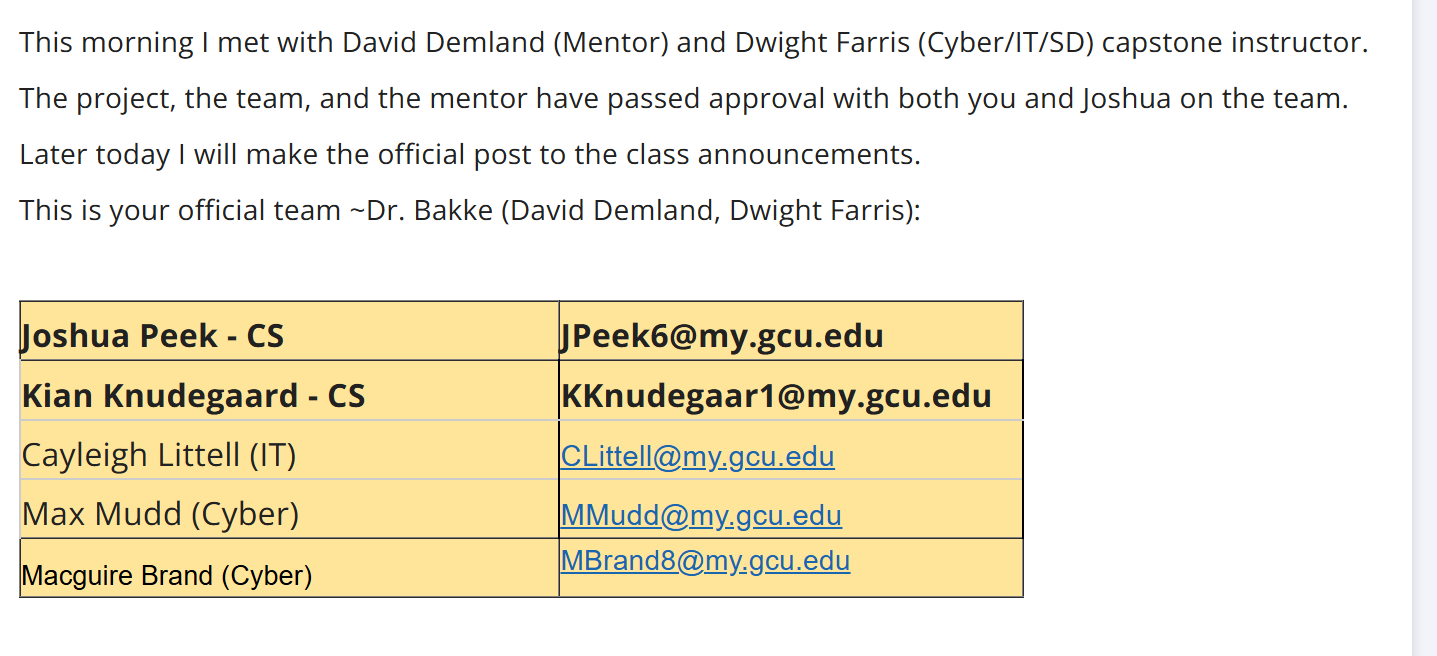 This morning I met with David Demland (Mentor) and Dwight Farris (Cyber/IT/SD) capstone instructor.
The project, the team, and the mentor have passed approval with both you and Joshua on the team.
Later today I will make the official post to the class announcements.
This is your official team ~Dr. Bakke (David Demland, Dwight Farris):
Joshua Peek - CS JPeek6@my.gcu.edu
Kian Knudegaard - CS KKnudegaar1@my.gcu.edu
Cayleigh Littell (IT) CLittell@my.gcu.edu
Max Mudd (Cyber) MMudd@my.gcu.edu
Macguire Brand (Cyber) MBrand8@my.gcu.edu